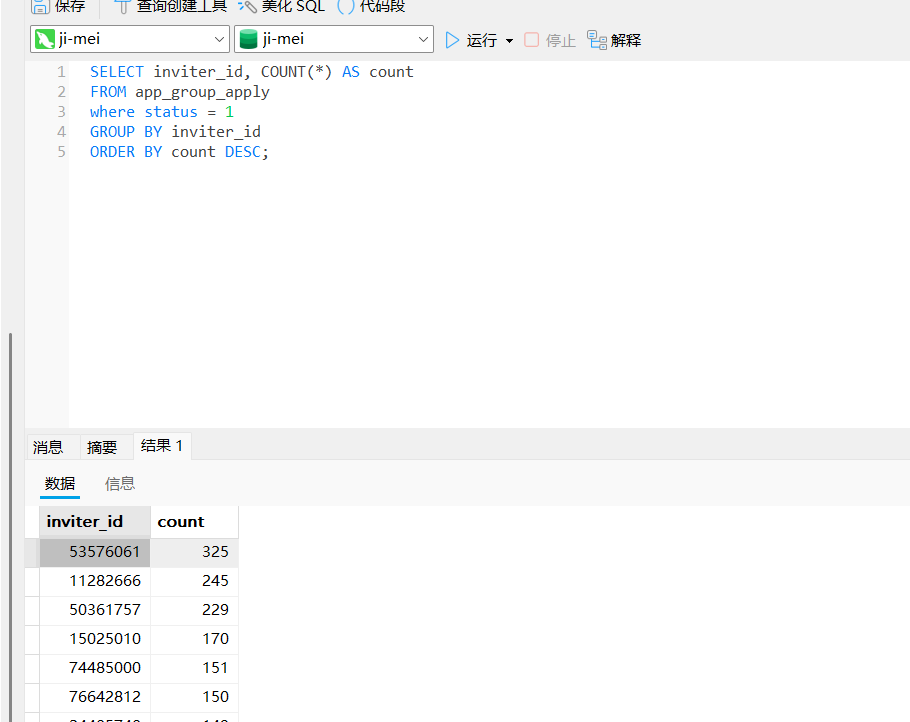 保存 查询创建工具 美化 SQL () 代码段
ji-mei ji-mei 运行 停止 解释
1 SELECT inviter_id, COUNT(*) AS count
2 FROM app_group_apply
3 where status = 1
4 GROUP BY inviter_id
5 ORDER BY count DESC;
消息 摘要 结果 1
数据 信息
inviter_id count
53576061 325
11282666 245
50361757 229
15025010 170
74485000 151
76642812 150